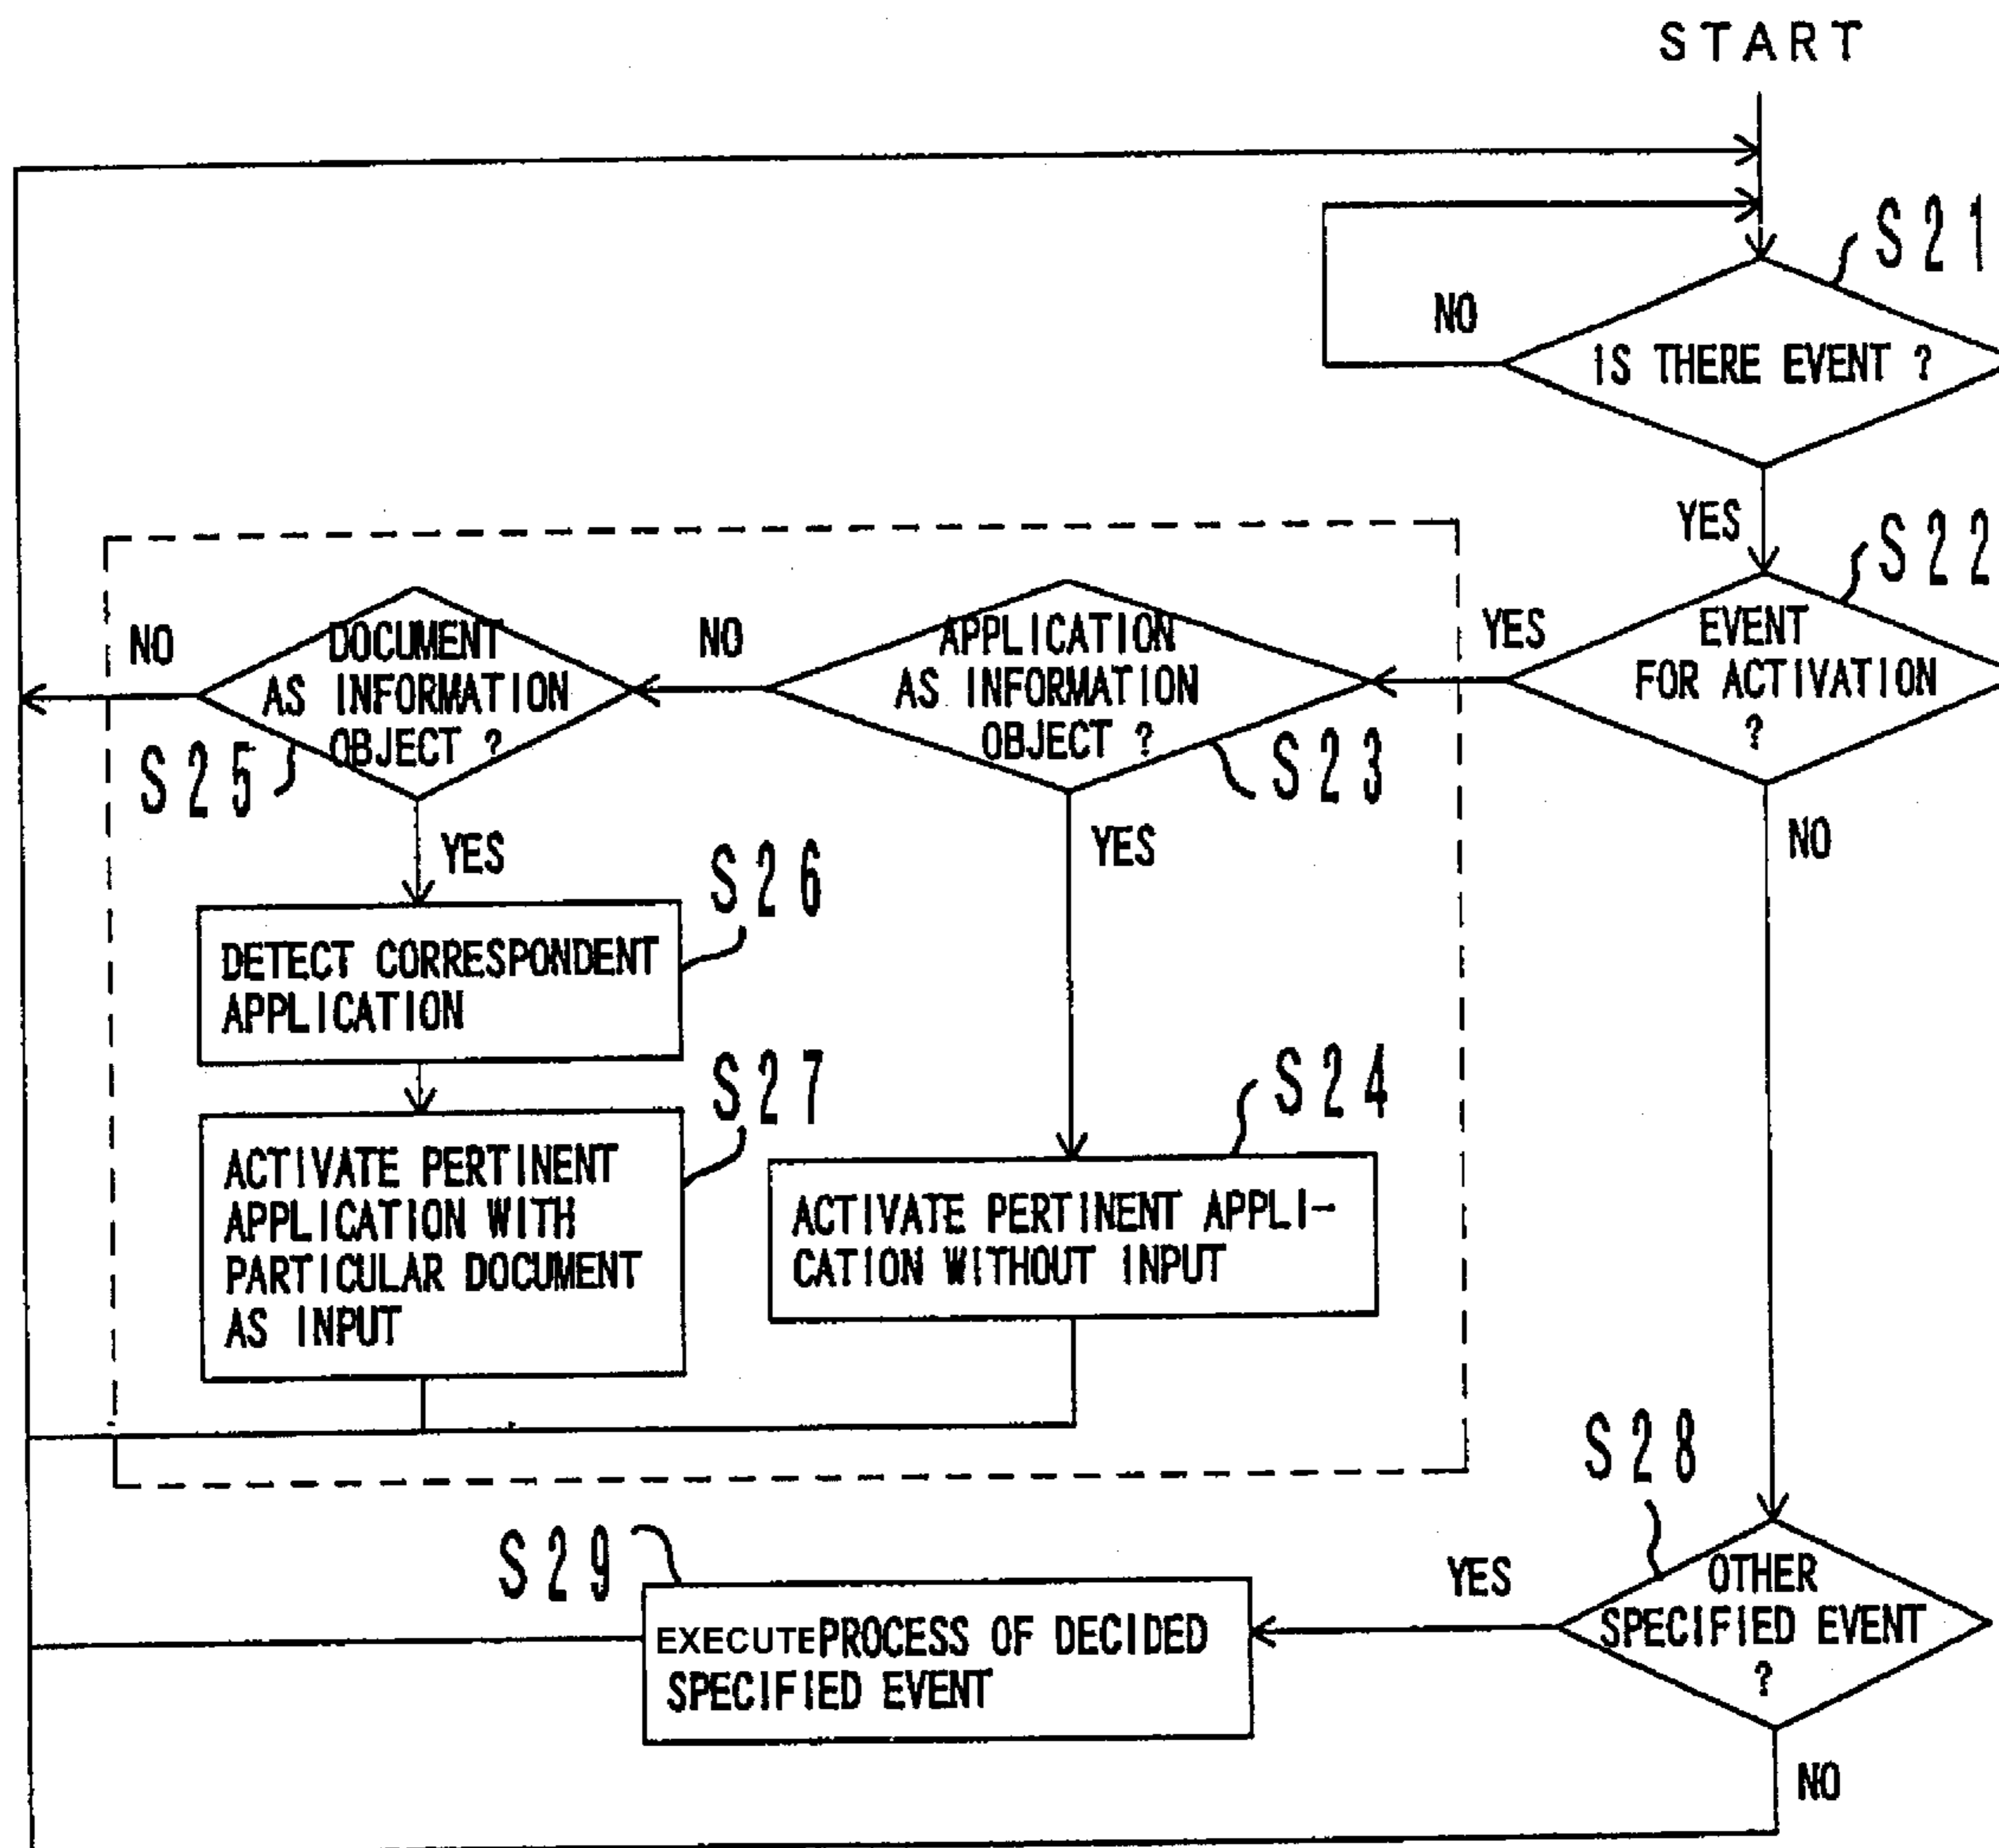 START
S21
NO
IS THERE EVENT ?
YES
S22
EVENT
FOR ACTIVATION
?
YES
NO
APPLICATION
AS INFORMATION
OBJECT ?
S23
NO
DOCUMENT
AS INFORMATION
OBJECT ?
S25
NO
YES
YES
S26
DETECT CORRESPONDENT
APPLICATION
S27
ACTIVATE PERTINENT
APPLICATION WITH
PARTICULAR DOCUMENT
AS INPUT
S24
ACTIVATE PERTINENT APPLI-
CATION WITHOUT INPUT
S28
OTHER
SPECIFIED EVENT
?
YES
S29
EXECUTE PROCESS OF DECIDED
SPECIFIED EVENT
NO